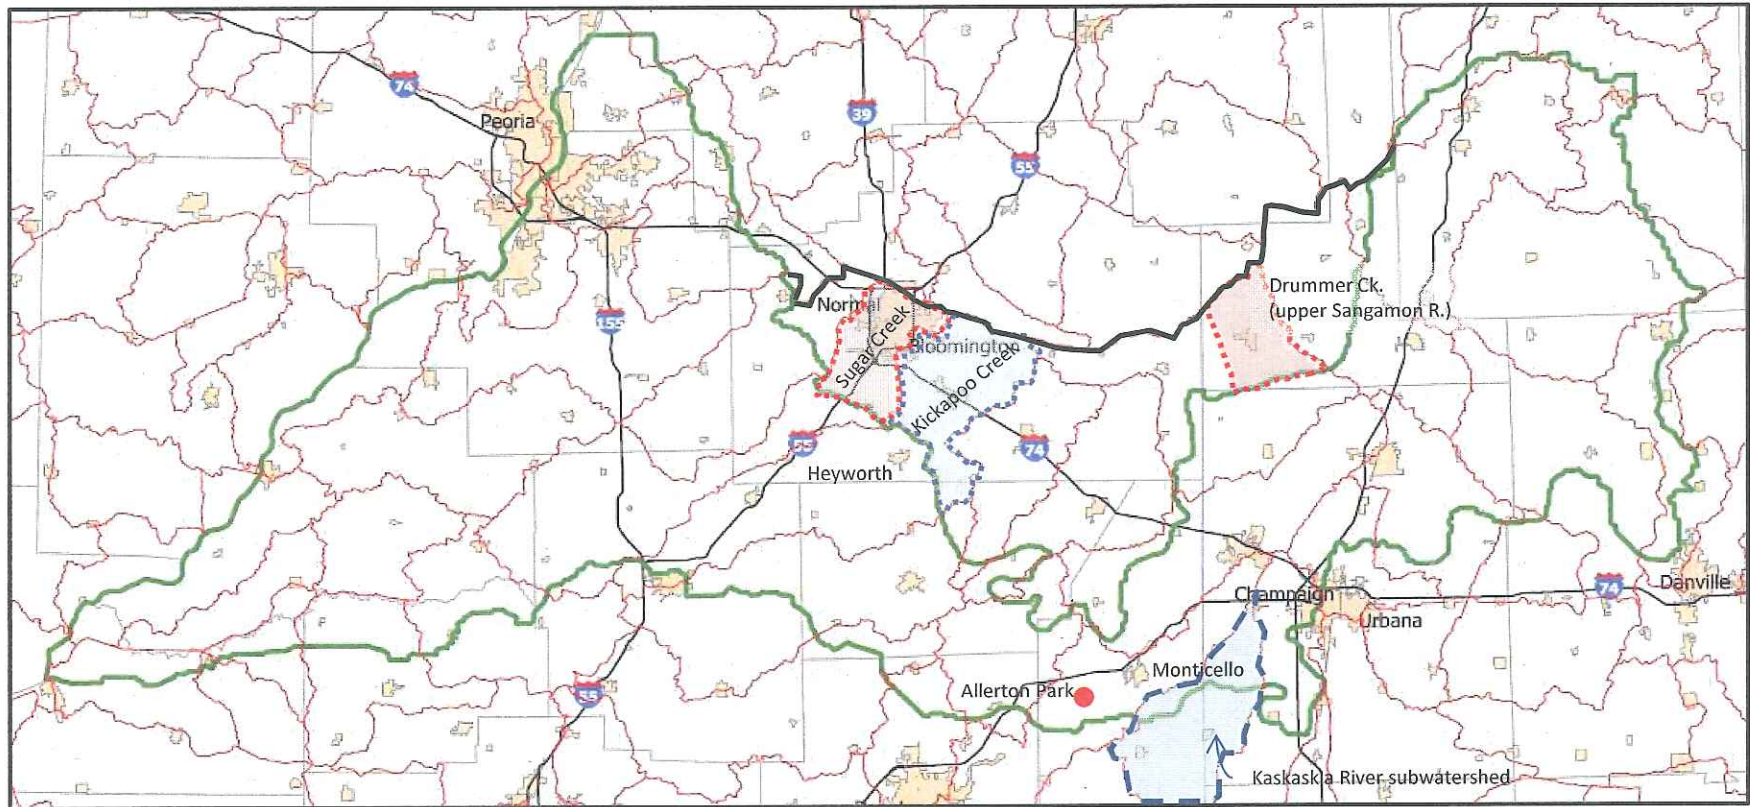 74
39
Peoria
55
Drummer Ck.
(upper Sangamon R.)
Normal
155
Sugar Creek
Bloomington
Kickapoo Creek
55
74
Heyworth
Champaign
74
Danville
Urbana
Monticello
Allerton Park
55
Kaskaskia River subwatershed